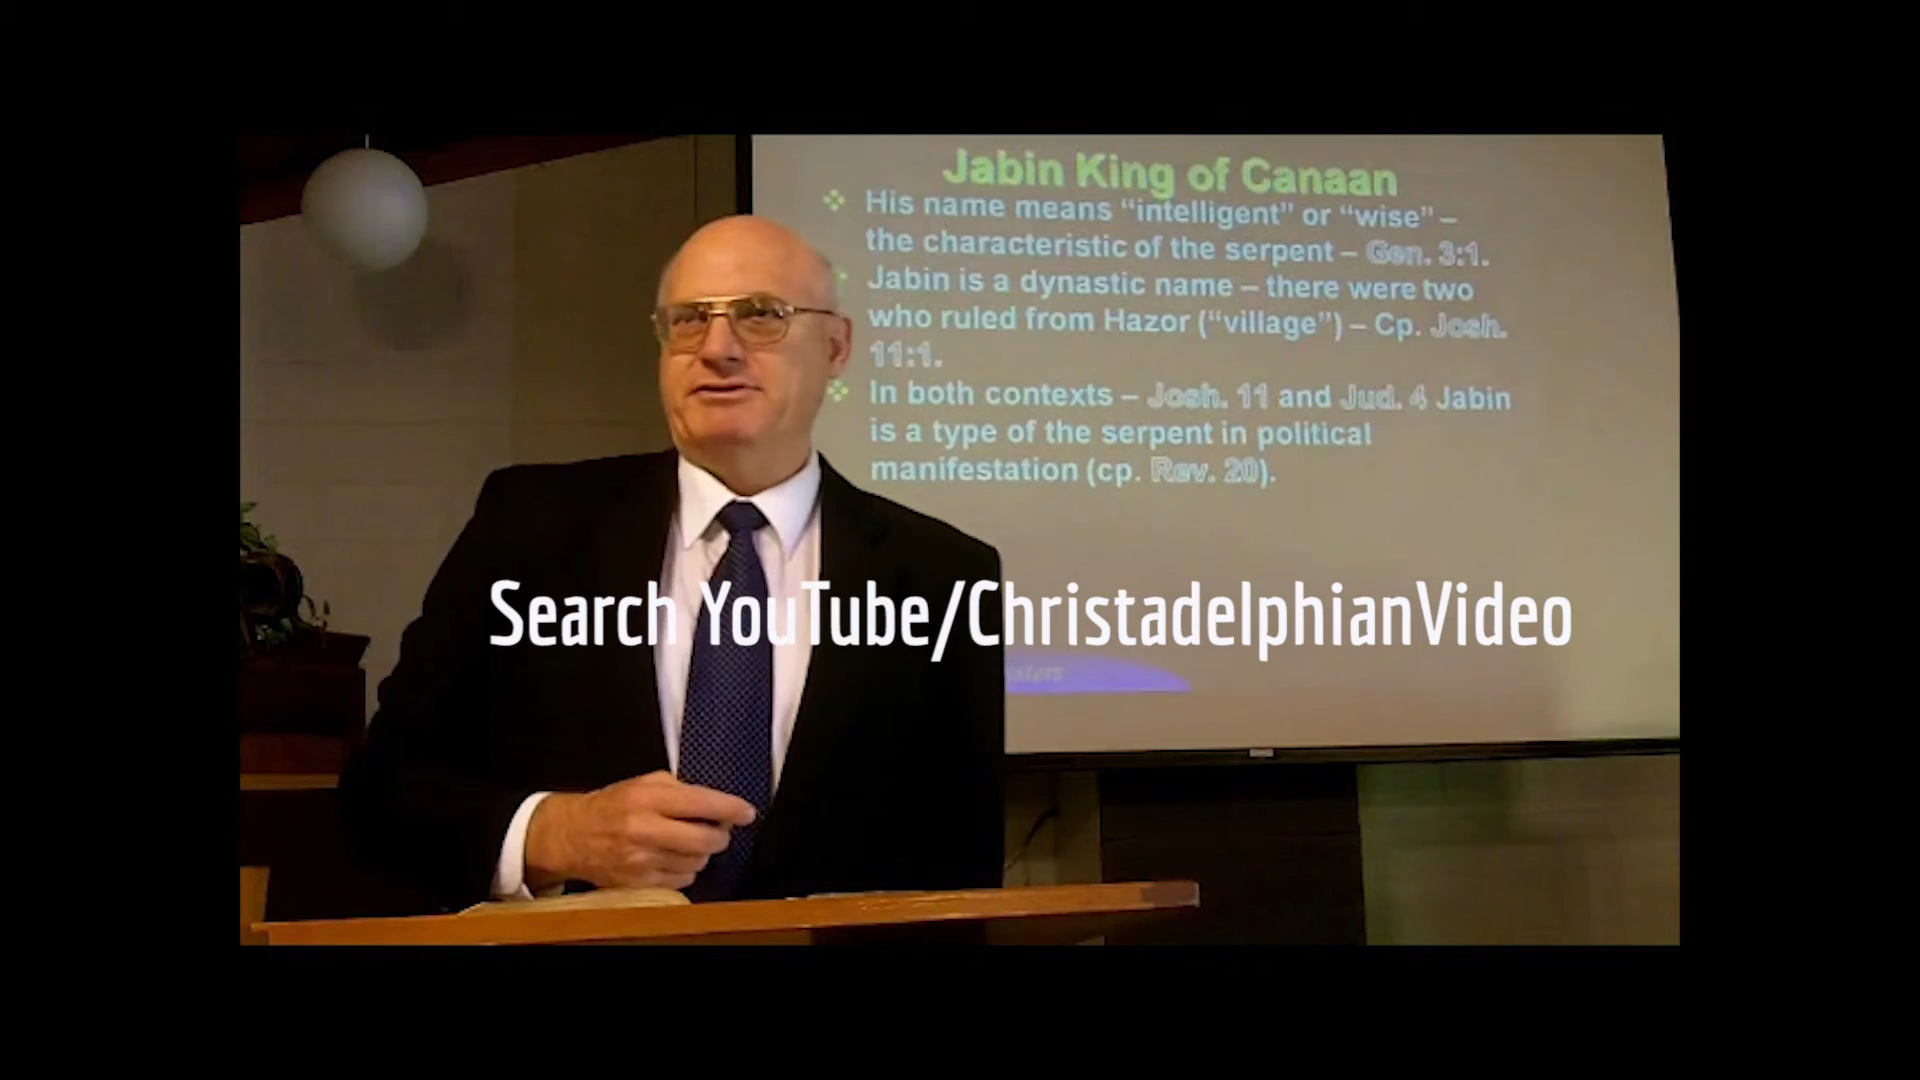 Jabin King of Canaan
His name means “intelligent” or “wise” –
the characteristic of the serpent – Gen. 3:1.
Jabin is a dynastic name – there were two
who ruled from Hazor (“village”) – Cp. Josh.
11:1.
In both contexts – Josh. 11 and Jud. 4 Jabin
is a type of the serpent in political
manifestation (cp. Rev. 20).
Search YouTube/ChristadelphianVideo